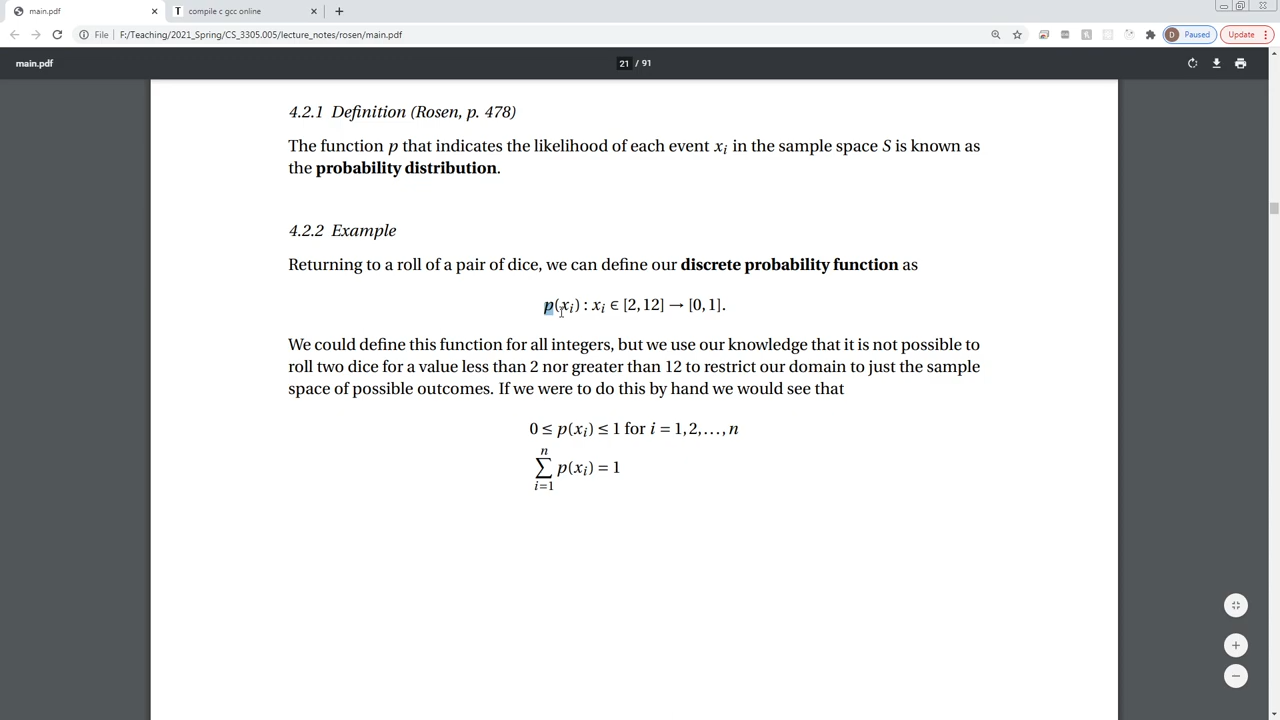 main.pdf
compile c gcc online
File | F:/Teaching/2021_Spring/CS_3305.005/lecture_notes/rosen/main.pdf
D Paused
Update
main.pdf
21 / 91
4.2.1 Definition (Rosen, p. 478)
The function p that indicates the likelihood of each event xᵢ in the sample space S is known as
the probability distribution.
4.2.2 Example
Returning to a roll of a pair of dice, we can define our discrete probability function as
p(xᵢ) : xᵢ ∈ [2, 12] → [0, 1].
We could define this function for all integers, but we use our knowledge that it is not possible to
roll two dice for a value less than 2 nor greater than 12 to restrict our domain to just the sample
space of possible outcomes. If we were to do this by hand we would see that
0 ≤ p(xᵢ) ≤ 1 for i = 1, 2, ..., n
n
∑ p(xᵢ) = 1
i=1